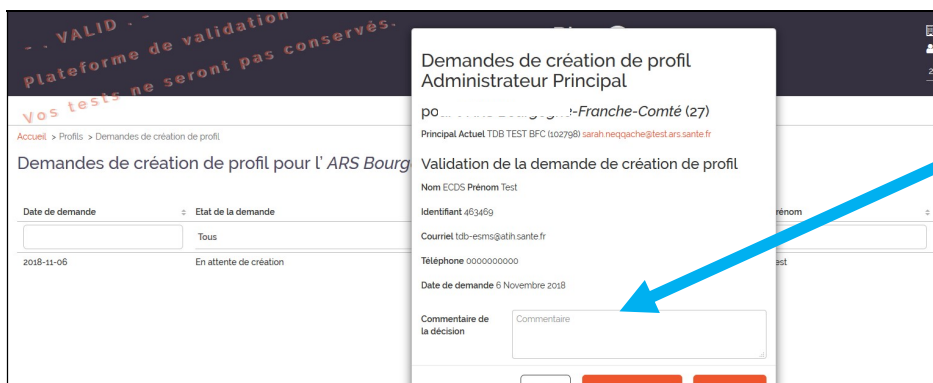 - . VALID . -
Plateforme de validation
Vos tests ne seront pas conservés.
Accueil > Profils > Demandes de création de profil
Demandes de création de profil pour l' ARS Bourg
Date de demande
Etat de la demande
rénom
Tous
2018-11-06
En attente de création
est
Demandes de création de profil
Administrateur Principal
-Franche-Comté (27)
Principal Actuel TDB TEST BFC (102798) sarah.neqqache@test.ars.sante.fr
Validation de la demande de création de profil
Nom ECDS Prénom Test
Identifiant 463469
Courriel tdb-esms@atih.sante.fr
Téléphone 0000000000
Date de demande 6 Novembre 2018
Commentaire de
la décision
Commentaire